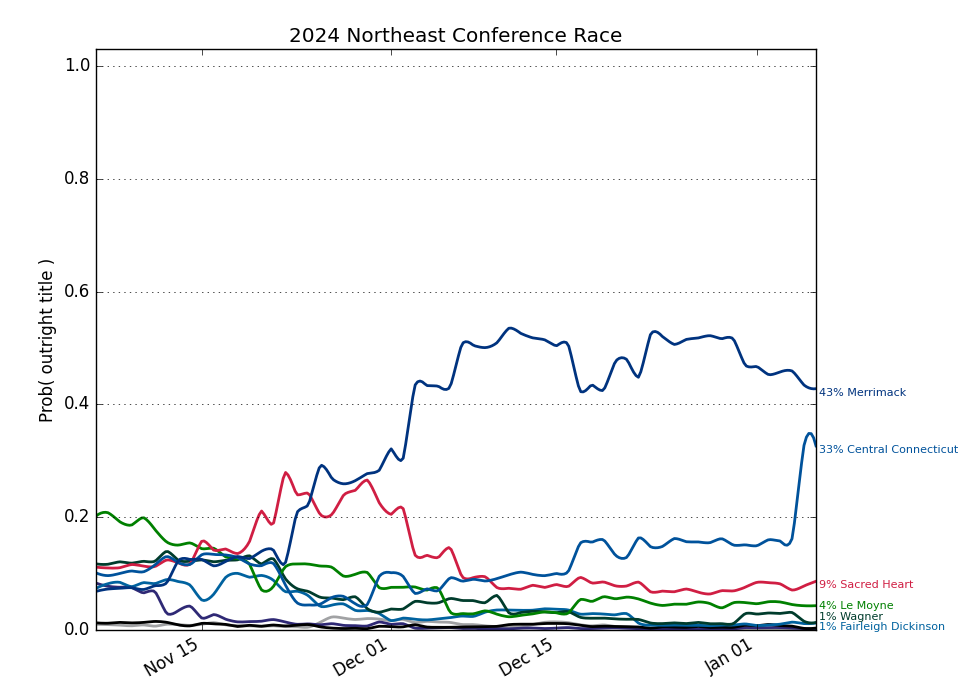 2024 Northeast Conference Race
1.0
0.8
0.6
0.4
0.2
0.0
Prob( outright title )
43% Merrimack
33% Central Connecticut
9% Sacred Heart
4% Le Moyne
1% Wagner
1% Fairleigh Dickinson
Nov 15
Dec 01
Dec 15
Jan 01